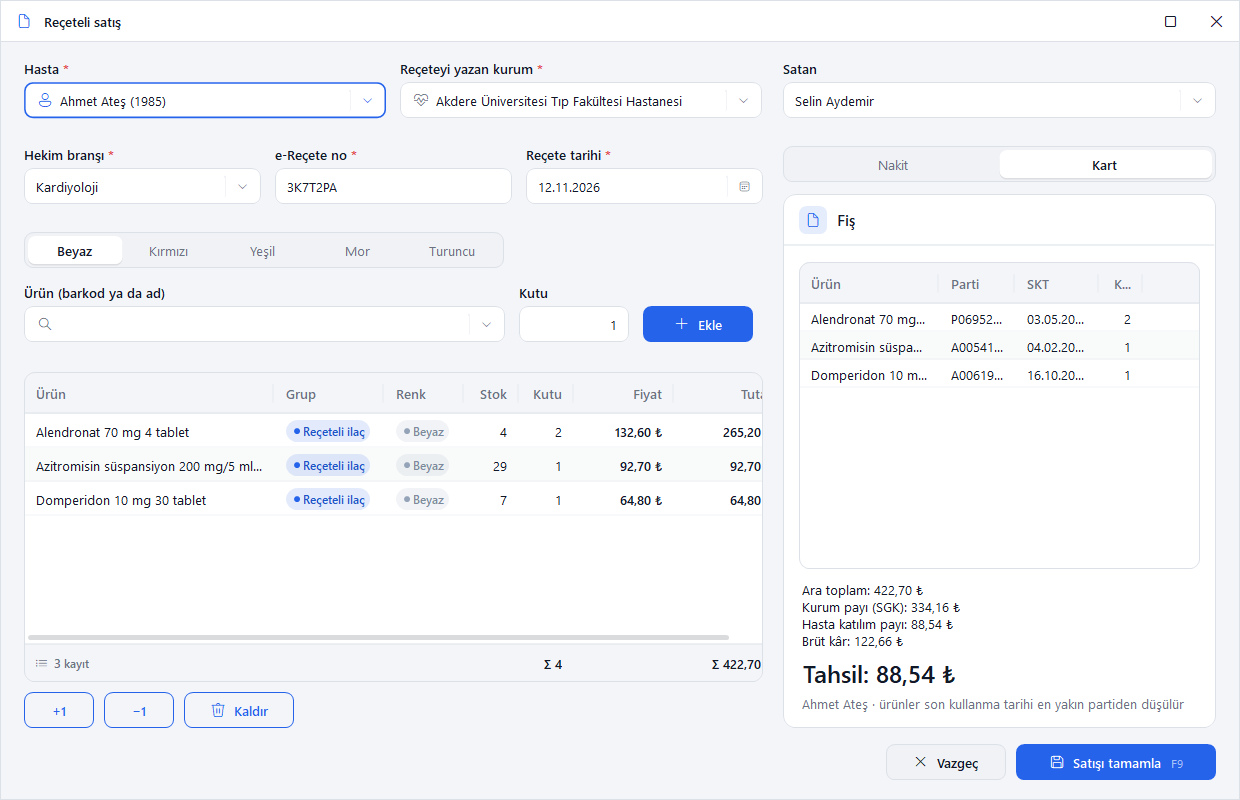 Reçeteli satış
Hasta *
Reçeteyi yazan kurum *
Satan
Ahmet Ateş (1985)
Akdere Üniversitesi Tıp Fakültesi Hastanesi
Selin Aydemir
Hekim branşı *
e-Reçete no *
Reçete tarihi *
Kardiyoloji
3K7T2PA
12.11.2026
Nakit
Kart
Beyaz
Kırmızı
Yeşil
Mor
Turuncu
Ürün (barkod ya da ad)
Kutu
1
Ekle
Ürün Grup Renk Stok Kutu Fiyat Tuta
Alendronat 70 mg 4 tablet Reçeteli ilaç Beyaz 4 2 132,60 ₺ 265,20
Azitromisin süspansiyon 200 mg/5 ml... Reçeteli ilaç Beyaz 29 1 92,70 ₺ 92,70
Domperidon 10 mg 30 tablet Reçeteli ilaç Beyaz 7 1 64,80 ₺ 64,80
3 kayıt Σ 4 Σ 422,70
+1
−1
Kaldır
Fiş
Ürün Parti SKT K...
Alendronat 70 mg... P06952... 03.05.20... 2
Azitromisin süspa... A00541... 04.02.20... 1
Domperidon 10 m... A00619... 16.10.20... 1
Ara toplam: 422,70 ₺
Kurum payı (SGK): 334,16 ₺
Hasta katılım payı: 88,54 ₺
Brüt kâr: 122,66 ₺
Tahsil: 88,54 ₺
Ahmet Ateş · ürünler son kullanma tarihi en yakın partiden düşülür
Vazgeç
Satışı tamamla F9